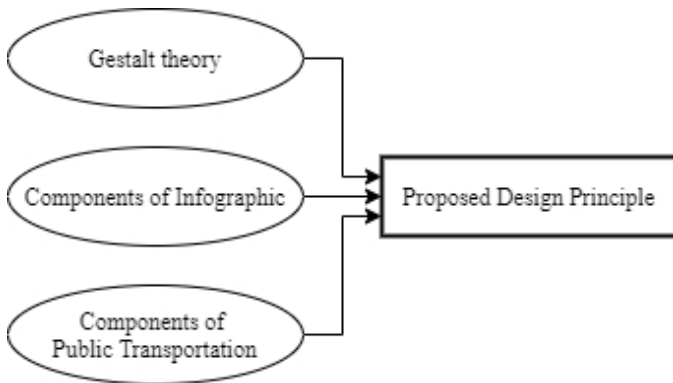 Gestalt theory
Components of Infographic
Proposed Design Principle
Components of
Public Transportation